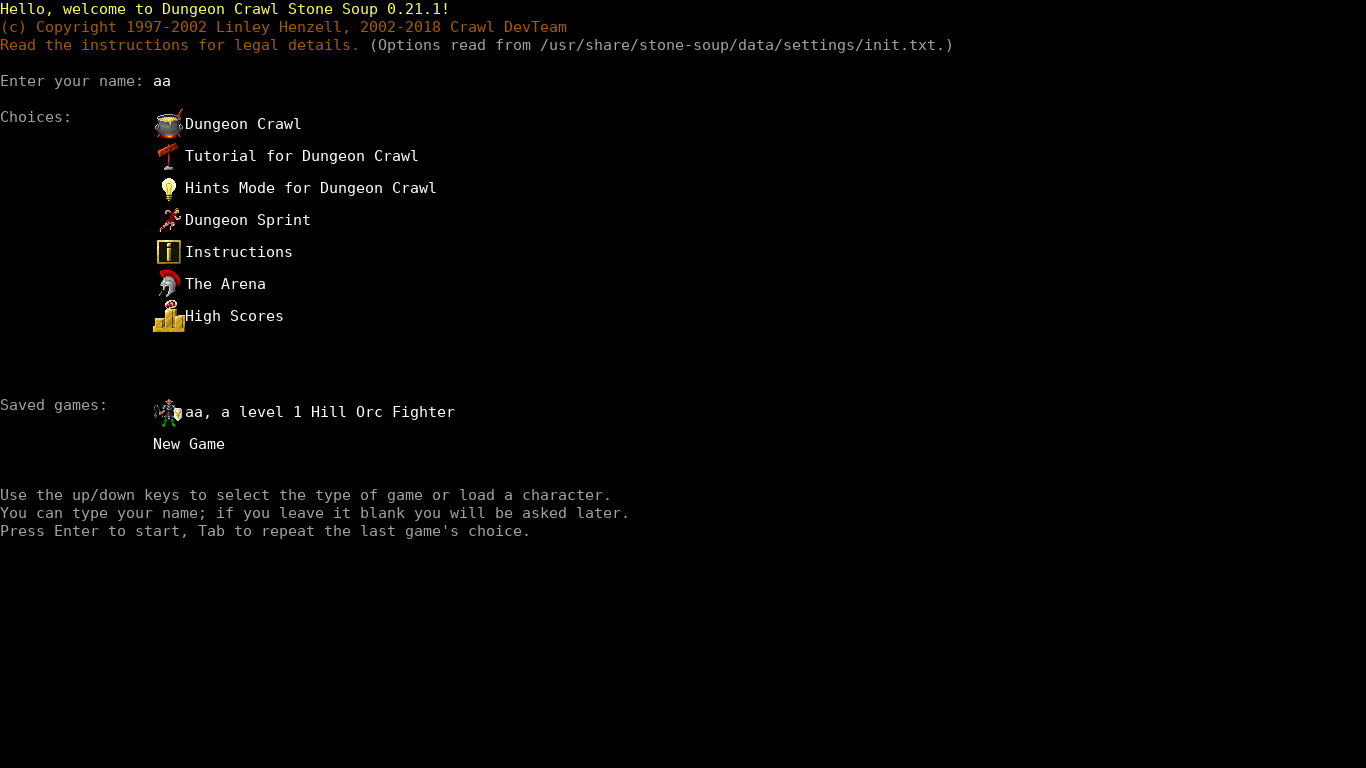 Hello, welcome to Dungeon Crawl Stone Soup 0.21.1!
(c) Copyright 1997-2002 Linley Henzell, 2002-2018 Crawl DevTeam
Read the instructions for legal details. (Options read from /usr/share/stone-soup/data/settings/init.txt.)
Enter your name: aa
Choices:
Dungeon Crawl
Tutorial for Dungeon Crawl
Hints Mode for Dungeon Crawl
Dungeon Sprint
Instructions
The Arena
High Scores
Saved games:
aa, a level 1 Hill Orc Fighter
New Game
Use the up/down keys to select the type of game or load a character.
You can type your name; if you leave it blank you will be asked later.
Press Enter to start, Tab to repeat the last game's choice.